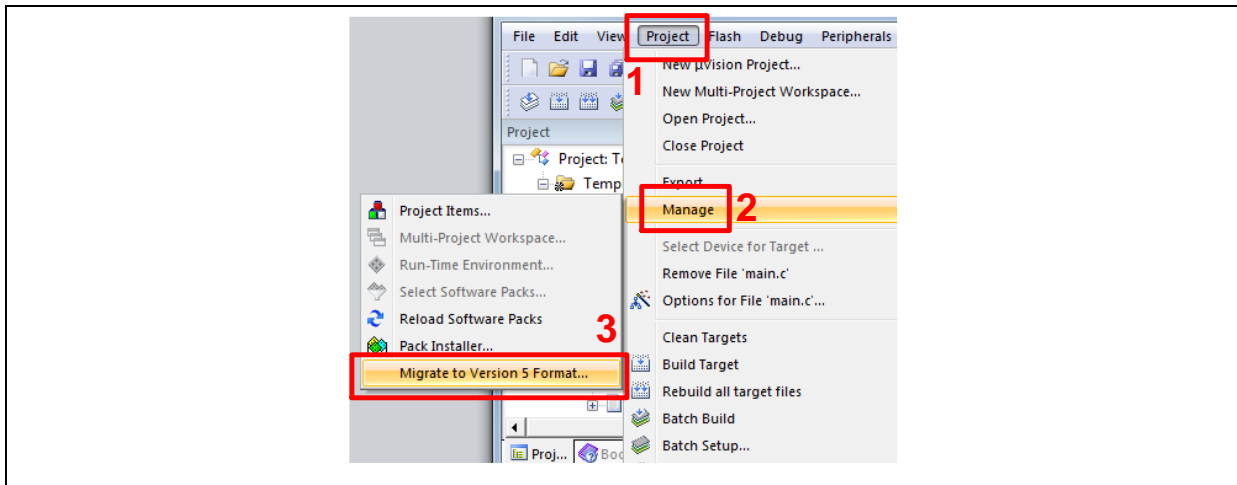 File Edit View Project Flash Debug Peripherals
1
New µVision Project...
New Multi-Project Workspace...
Open Project...
Close Project
Export
Manage 2
Select Device for Target ...
Remove File 'main.c'
Options for File 'main.c'...
Clean Targets
Build Target
Rebuild all target files
Batch Build
Batch Setup...
Project
Project: T
Temp
Project Items...
Multi-Project Workspace...
Run-Time Environment...
Select Software Packs...
Reload Software Packs
3
Pack Installer...
Migrate to Version 5 Format...
Proj... Boo